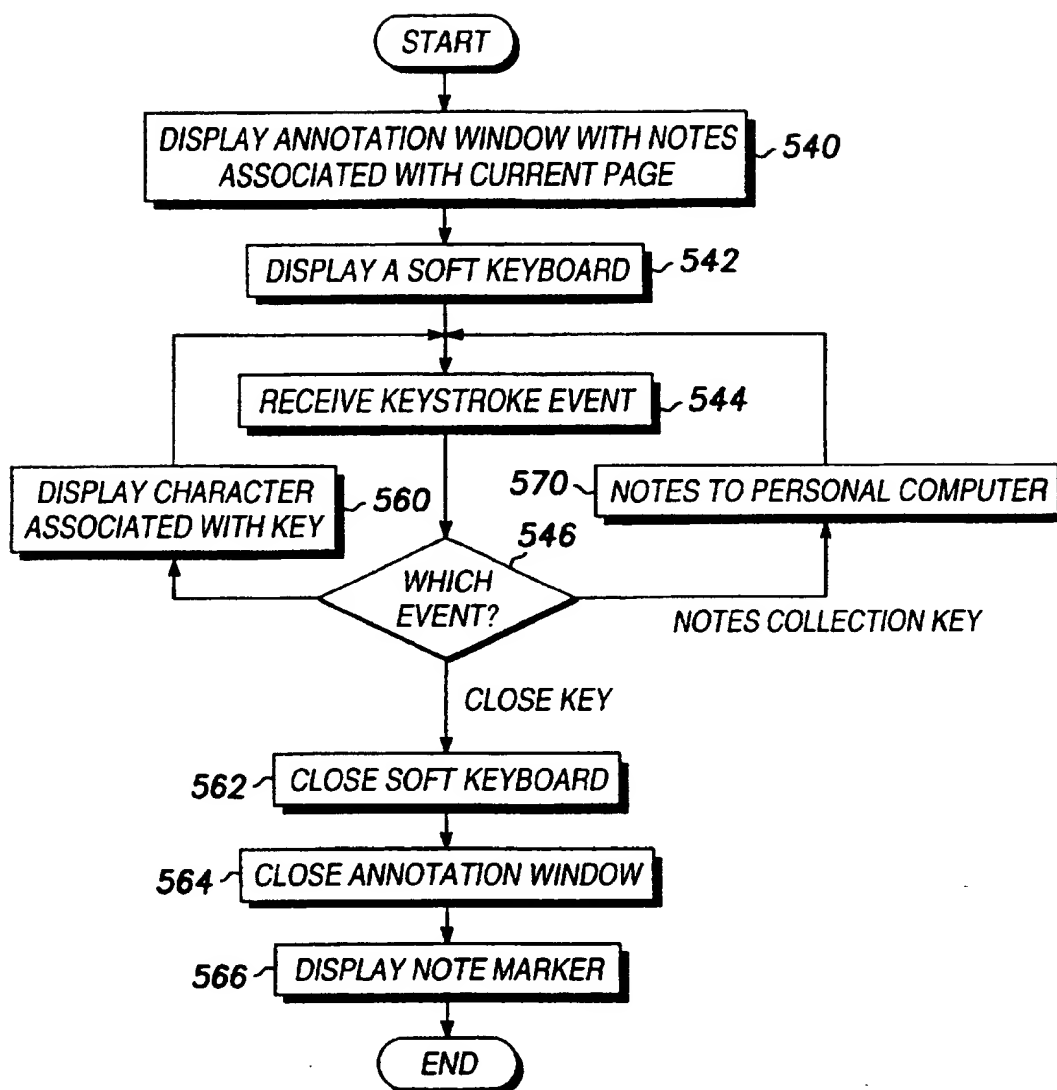 START
DISPLAY ANNOTATION WINDOW WITH NOTES
ASSOCIATED WITH CURRENT PAGE
540
DISPLAY A SOFT KEYBOARD
542
RECEIVE KEYSTROKE EVENT
544
DISPLAY CHARACTER
ASSOCIATED WITH KEY
560
570
NOTES TO PERSONAL COMPUTER
546
WHICH
EVENT?
NOTES COLLECTION KEY
CLOSE KEY
562
CLOSE SOFT KEYBOARD
564
CLOSE ANNOTATION WINDOW
566
DISPLAY NOTE MARKER
END